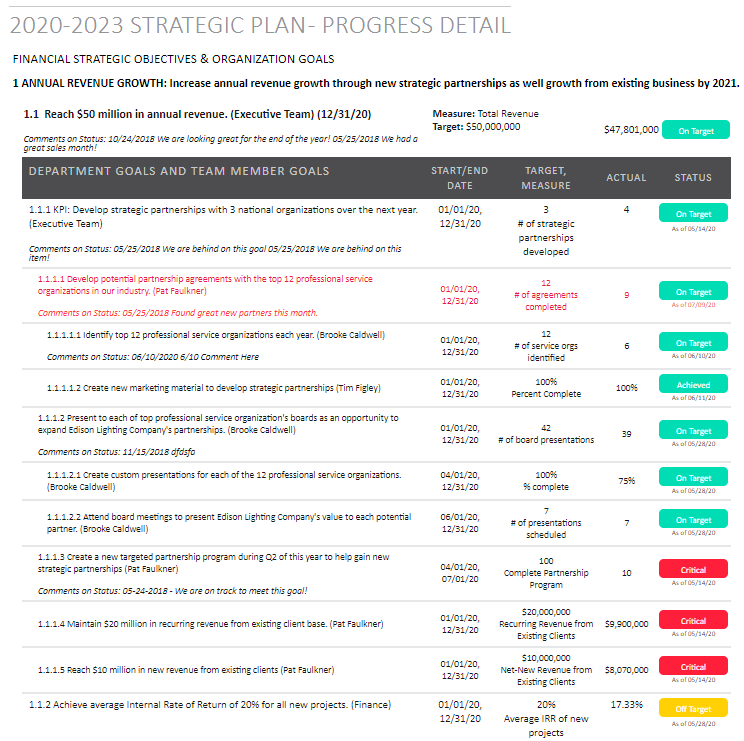 2020-2023 STRATEGIC PLAN- PROGRESS DETAIL
FINANCIAL STRATEGIC OBJECTIVES & ORGANIZATION GOALS
1 ANNUAL REVENUE GROWTH: Increase annual revenue growth through new strategic partnerships as well growth from existing business by 2021.
1.1 Reach $50 million in annual revenue. (Executive Team) (12/31/20)
Comments on Status: 10/24/2018 We are looking great for the end of the year! 05/25/2018 We had a
great sales month!
Measure: Total Revenue
Target: $50,000,000
$47,801,000
On Target
DEPARTMENT GOALS AND TEAM MEMBER GOALS
START/END
DATE
TARGET,
MEASURE
ACTUAL
STATUS
1.1.1 KPI: Develop strategic partnerships with 3 national organizations over the next year.
(Executive Team)
Comments on Status: 05/25/2018 We are behind on this goal 05/25/2018 We are behind on this
item!
01/01/20,
12/31/20
3
# of strategic
partnerships
developed
4
On Target
As of 05/14/20
1.1.1.1 Develop potential partnership agreements with the top 12 professional service
organizations in our industry. (Pat Faulkner)
Comments on Status: 05/25/2018 Found great new partners this month.
01/01/20,
12/31/20
12
# of agreements
completed
9
On Target
As of 07/09/20
1.1.1.1.1 Identify top 12 professional service organizations each year. (Brooke Caldwell)
Comments on Status: 06/10/2020 6/10 Comment Here
01/01/20,
12/31/20
12
# of service orgs
identified
6
On Target
As of 06/10/20
1.1.1.1.2 Create new marketing material to develop strategic partnerships (Tim Figley)
01/01/20,
12/31/20
100%
Percent Complete
100%
Achieved
As of 06/11/20
1.1.1.2 Present to each of top professional service organization's boards as an opportunity to
expand Edison Lighting Company's partnerships. (Brooke Caldwell)
Comments on Status: 11/15/2018 dfdsfa
01/01/20,
12/31/20
42
# of board presentations
39
On Target
As of 05/28/20
1.1.1.2.1 Create custom presentations for each of the 12 professional service organizations.
(Brooke Caldwell)
04/01/20,
12/31/20
100%
% complete
75%
On Target
As of 05/28/20
1.1.1.2.2 Attend board meetings to present Edison Lighting Company's value to each potential
partner. (Brooke Caldwell)
06/01/20,
12/31/20
7
# of presentations
scheduled
7
On Target
As of 05/28/20
1.1.1.3 Create a new targeted partnership program during Q2 of this year to help gain new
strategic partnerships (Pat Faulkner)
Comments on Status: 05-24-2018 - We are on track to meet this goal!
04/01/20,
07/01/20
100
Complete Partnership
Program
10
Critical
As of 05/14/20
1.1.1.4 Maintain $20 million in recurring revenue from existing client base. (Pat Faulkner)
01/01/20,
12/31/20
$20,000,000
Recurring Revenue from
Existing Clients
$9,900,000
Critical
As of 05/14/20
1.1.1.5 Reach $10 million in new revenue from existing clients (Pat Faulkner)
01/01/20,
12/31/20
$10,000,000
Net-New Revenue from
Existing Clients
$8,070,000
Critical
As of 05/14/20
1.1.2 Achieve average Internal Rate of Return of 20% for all new projects. (Finance)
01/01/20,
12/31/20
20%
Average IRR of new
projects
17.33%
Off Target
As of 05/28/20